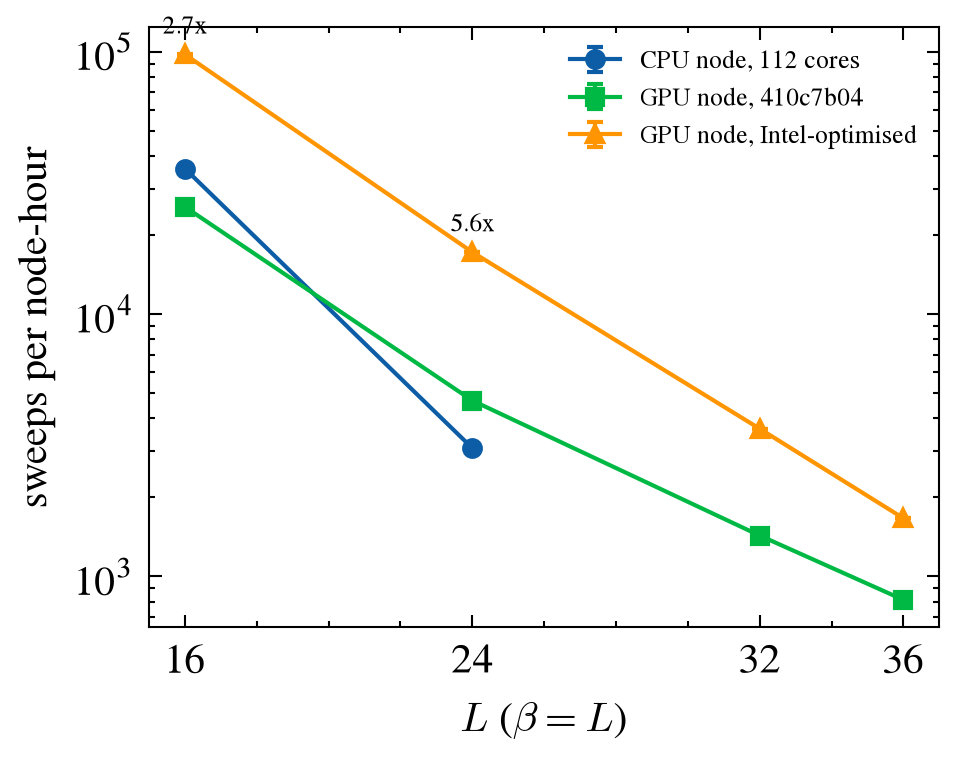 2.7x
10^5
CPU node, 112 cores
GPU node, 410c7b04
GPU node, Intel-optimised
5.6x
sweeps per node-hour
10^4
10^3
16 24 32 36
L (β = L)